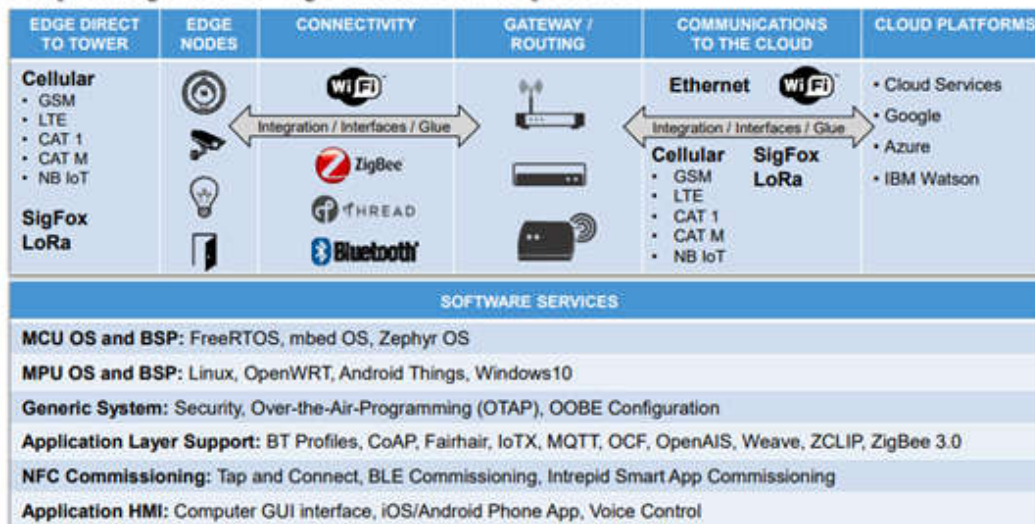 EDGE DIRECT
TO TOWER
EDGE
NODES
CONNECTIVITY
GATEWAY /
ROUTING
COMMUNICATIONS
TO THE CLOUD
CLOUD PLATFORMS
Cellular
• GSM
• LTE
• CAT 1
• CAT M
• NB IoT
SigFox
LoRa
WiFi
Integration / Interfaces / Glue
ZigBee
THREAD
Bluetooth
Ethernet
WiFi
Integration / Interfaces / Glue
Cellular
• GSM
• LTE
• CAT 1
• CAT M
• NB IoT
SigFox
LoRa
• Cloud Services
• Google
• Azure
• IBM Watson
SOFTWARE SERVICES
MCU OS and BSP: FreeRTOS, mbed OS, Zephyr OS
MPU OS and BSP: Linux, OpenWRT, Android Things, Windows10
Generic System: Security, Over-the-Air-Programming (OTAP), OOBE Configuration
Application Layer Support: BT Profiles, CoAP, Fairhair, IoTX, MQTT, OCF, OpenAIS, Weave, ZCLIP, ZigBee 3.0
NFC Commissioning: Tap and Connect, BLE Commissioning, Intrepid Smart App Commissioning
Application HMI: Computer GUI interface, iOS/Android Phone App, Voice Control